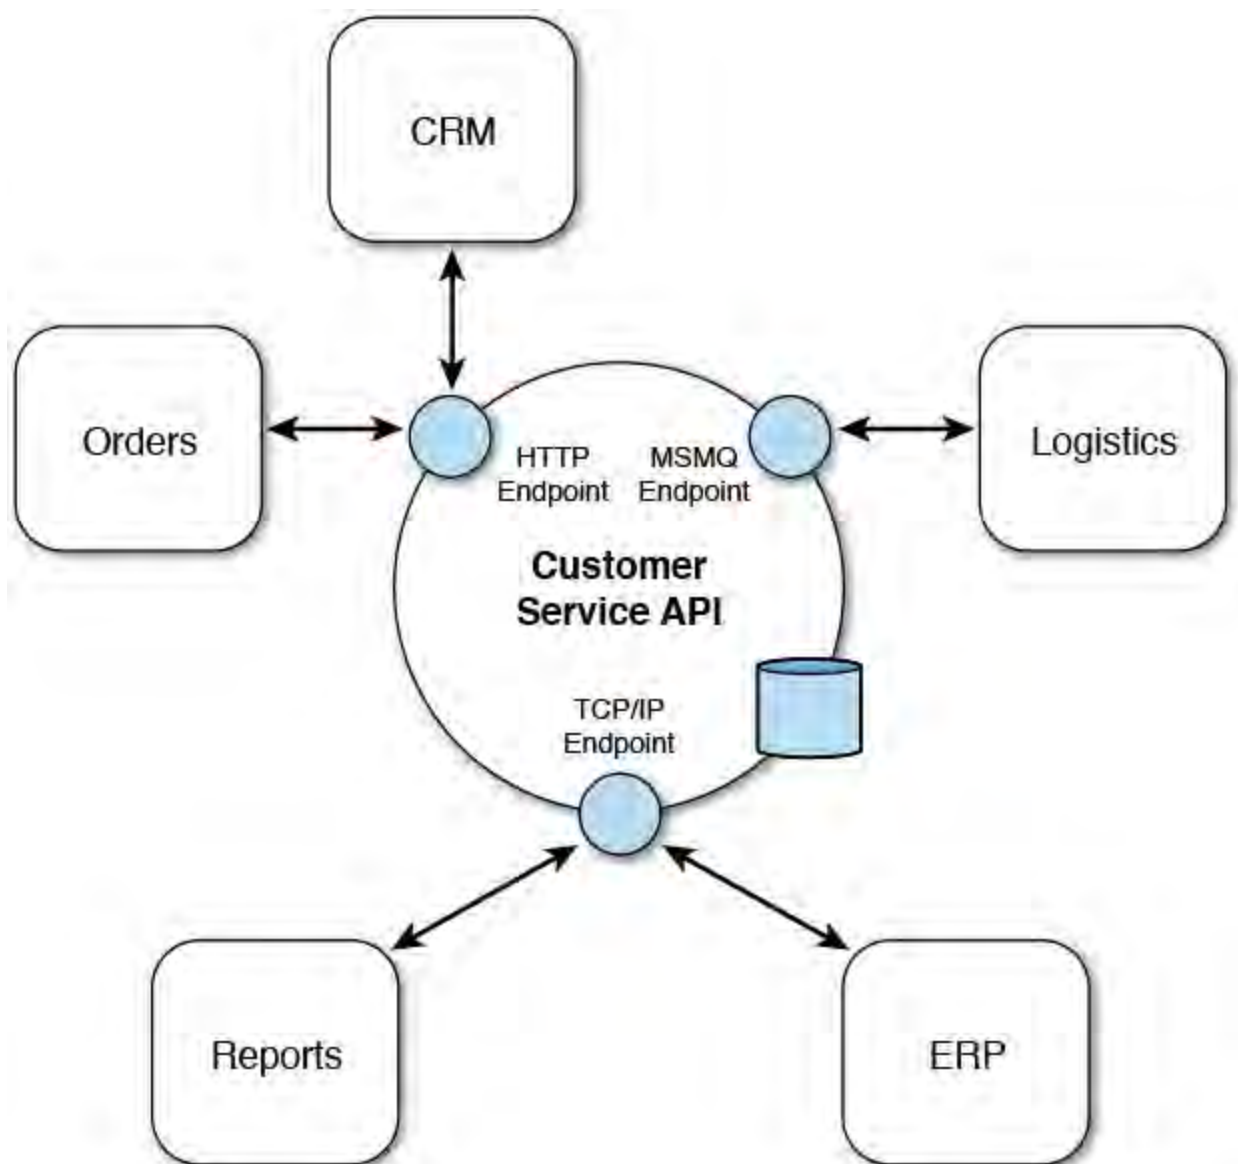 CRM
Orders
Logistics
HTTP
Endpoint
MSMQ
Endpoint
Customer
Service API
TCP/IP
Endpoint
Reports
ERP